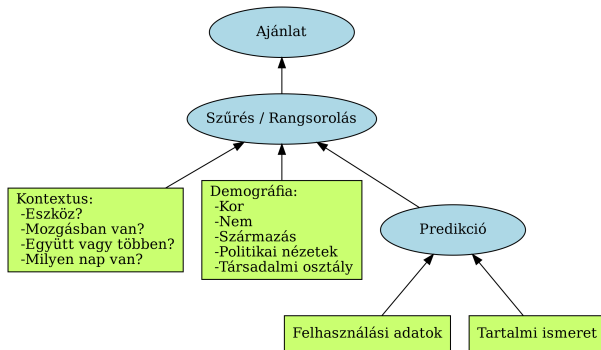 Ajánlat
Szűrés / Rangsorolás
Kontextus:
-Eszköz?
-Mozgásban van?
-Együtt vagy többen?
-Milyen nap van?
Demográfia:
-Kor
-Nem
-Származás
-Politikai nézetek
-Társadalmi osztály
Predikció
Felhasználási adatok
Tartalmi ismeret